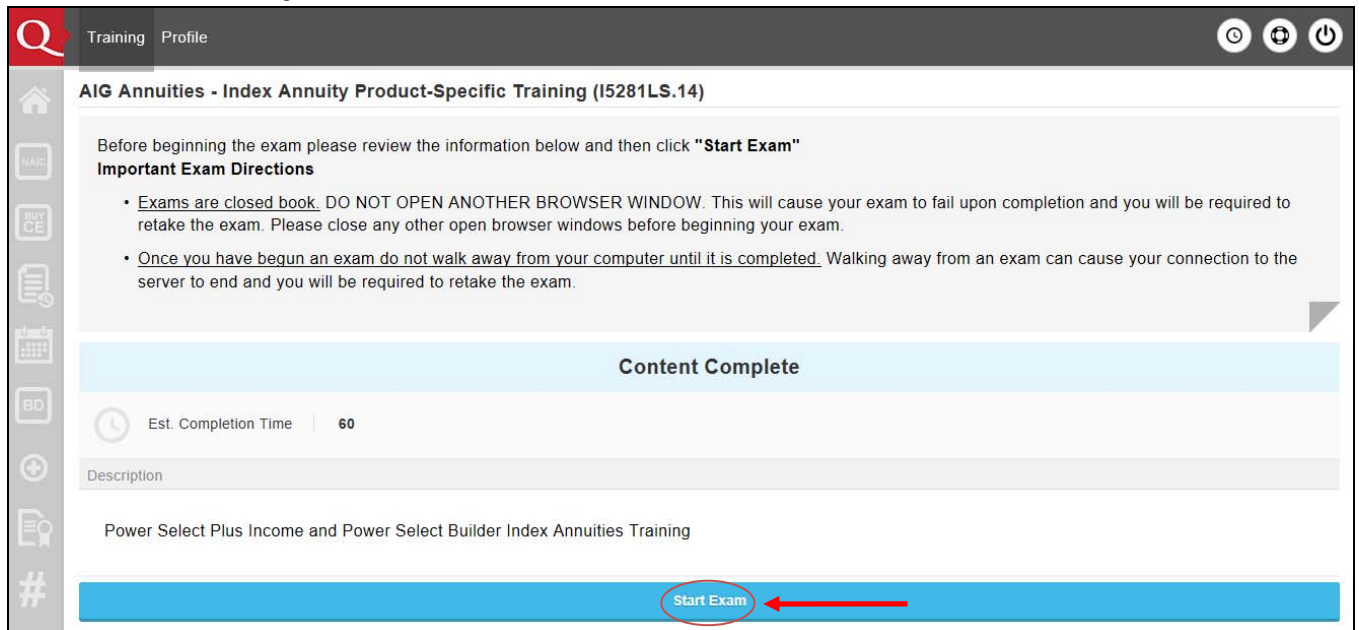 Q Training Profile
AIG Annuities - Index Annuity Product-Specific Training (I5281LS.14)
Before beginning the exam please review the information below and then click "Start Exam"
Important Exam Directions
• Exams are closed book. DO NOT OPEN ANOTHER BROWSER WINDOW. This will cause your exam to fail upon completion and you will be required to
retake the exam. Please close any other open browser windows before beginning your exam.
• Once you have begun an exam do not walk away from your computer until it is completed. Walking away from an exam can cause your connection to the
server to end and you will be required to retake the exam.
NAIC
BUY
CE
BD
#
Content Complete
Est. Completion Time 60
Description
Power Select Plus Income and Power Select Builder Index Annuities Training
Start Exam